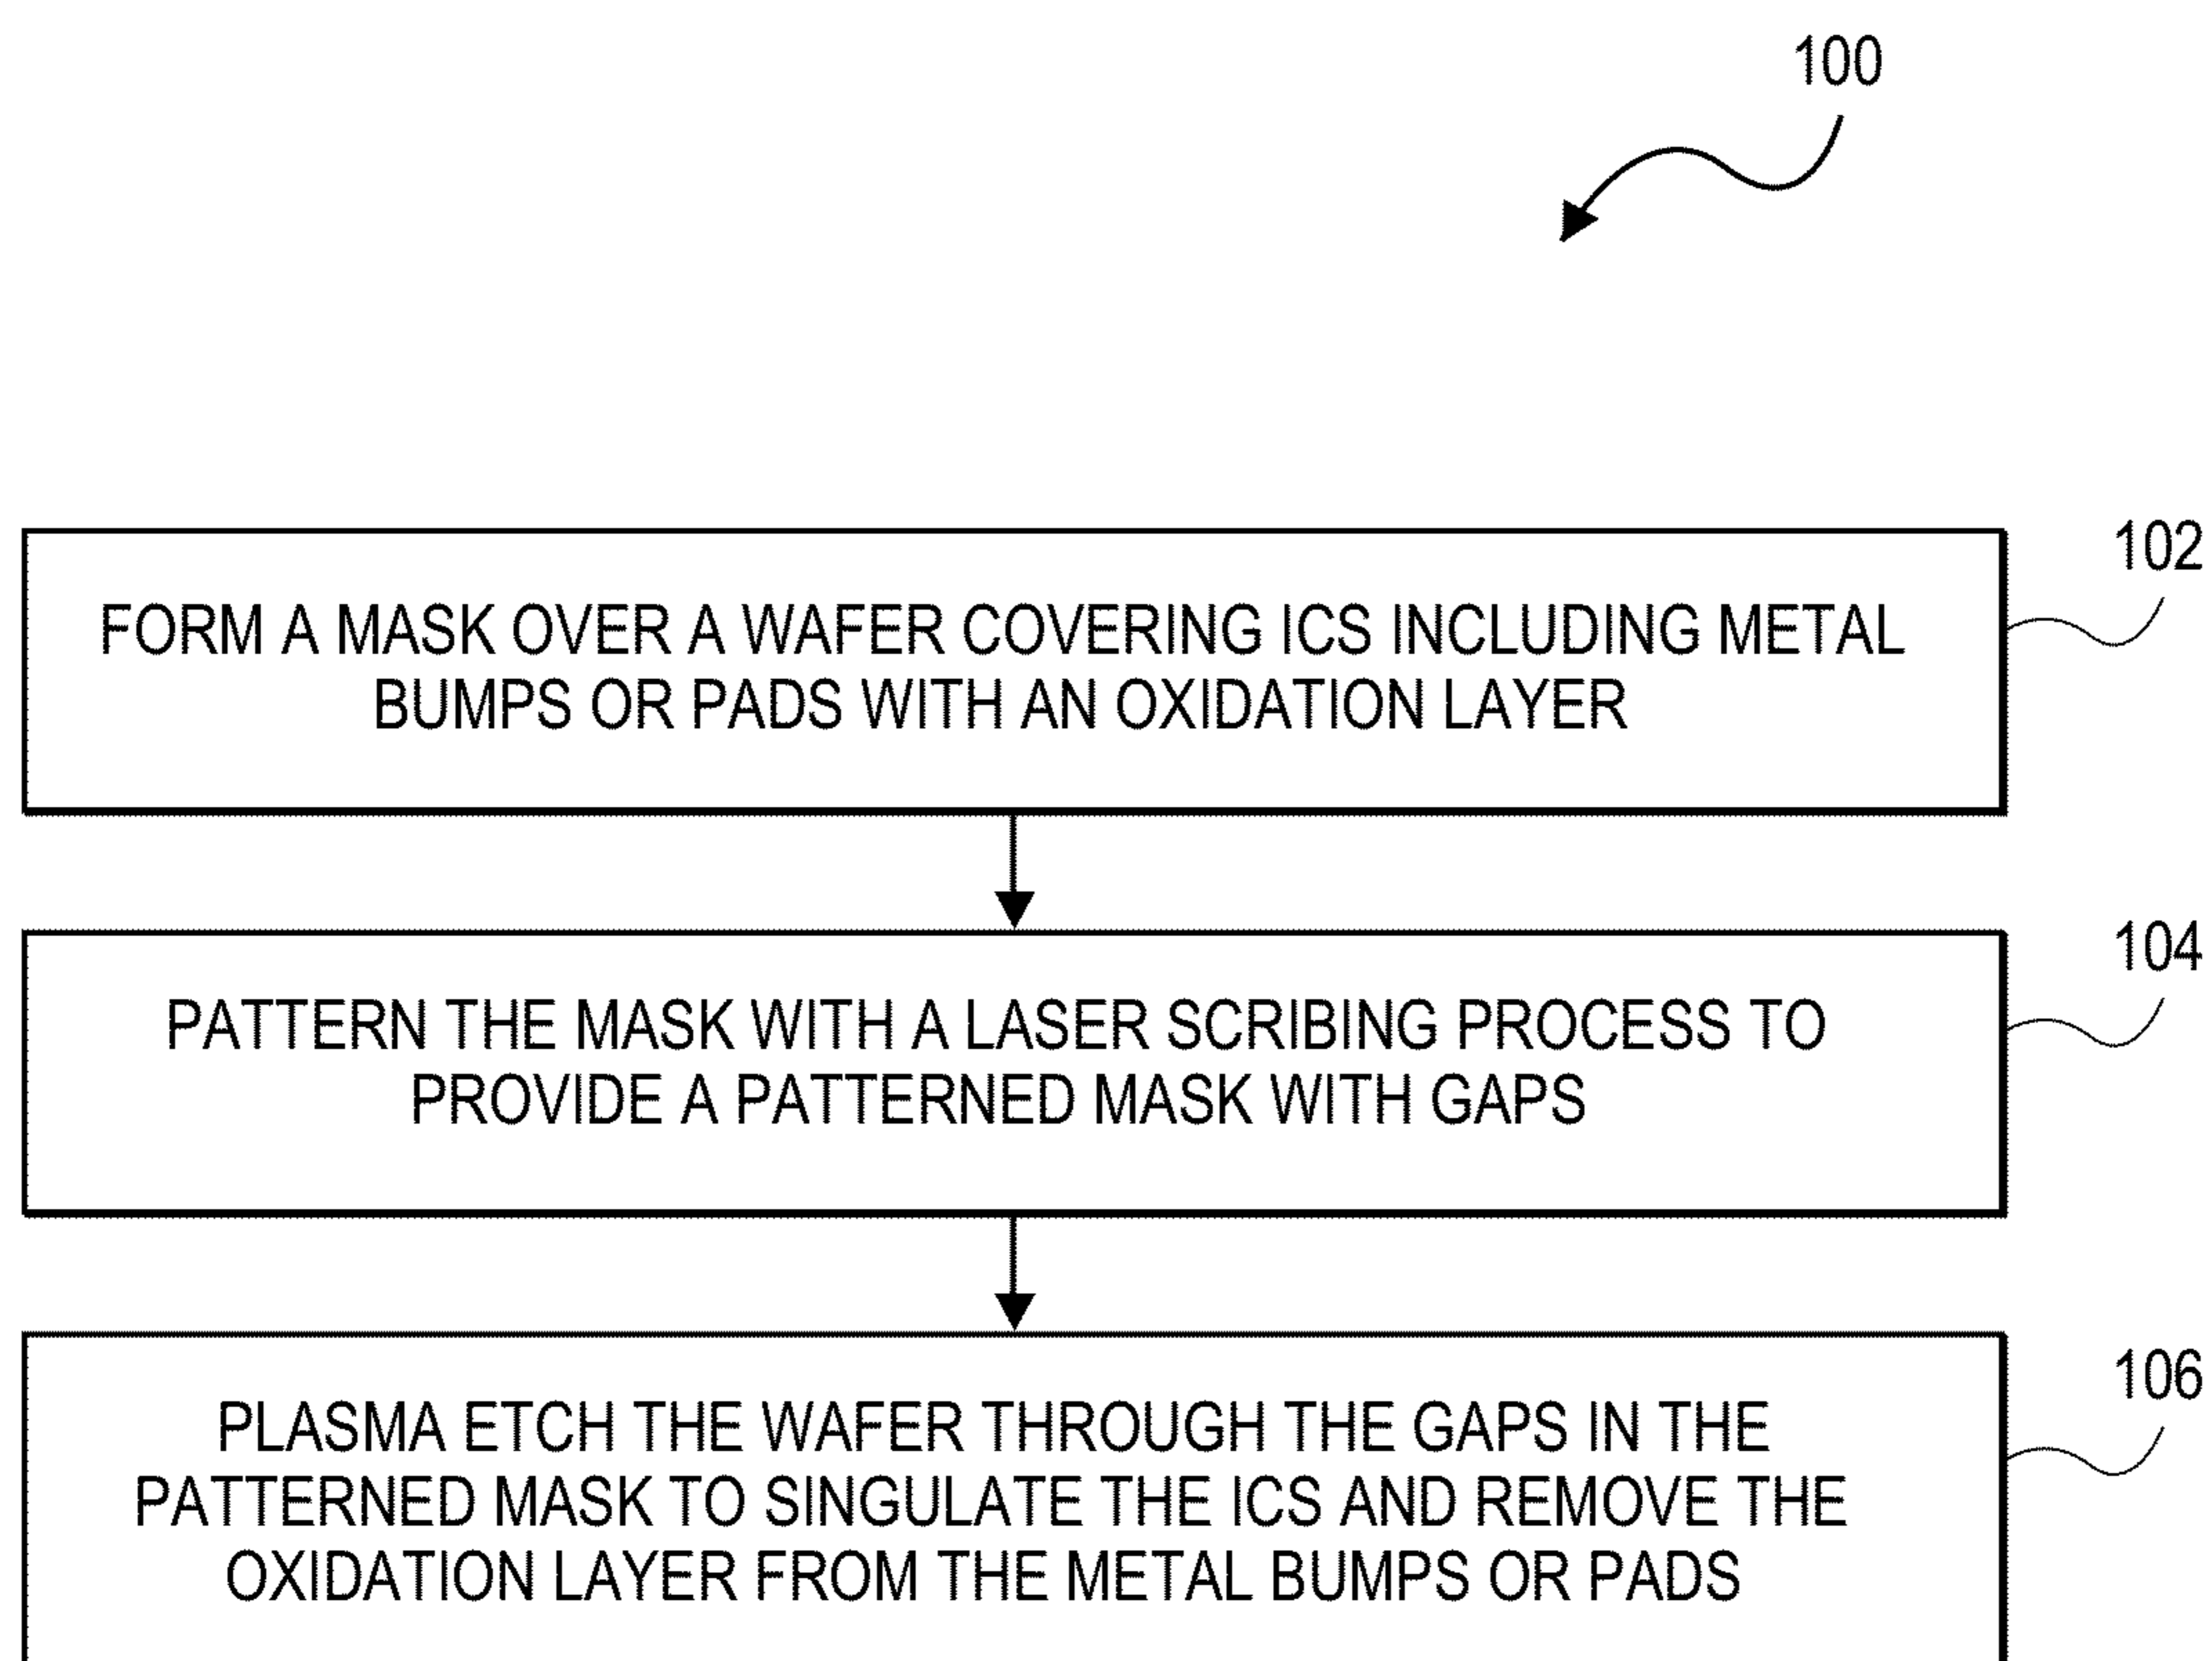 100
102
FORM A MASK OVER A WAFER COVERING ICS INCLUDING METAL
BUMPS OR PADS WITH AN OXIDATION LAYER
104
PATTERN THE MASK WITH A LASER SCRIBING PROCESS TO
PROVIDE A PATTERNED MASK WITH GAPS
106
PLASMA ETCH THE WAFER THROUGH THE GAPS IN THE
PATTERNED MASK TO SINGULATE THE ICS AND REMOVE THE
OXIDATION LAYER FROM THE METAL BUMPS OR PADS